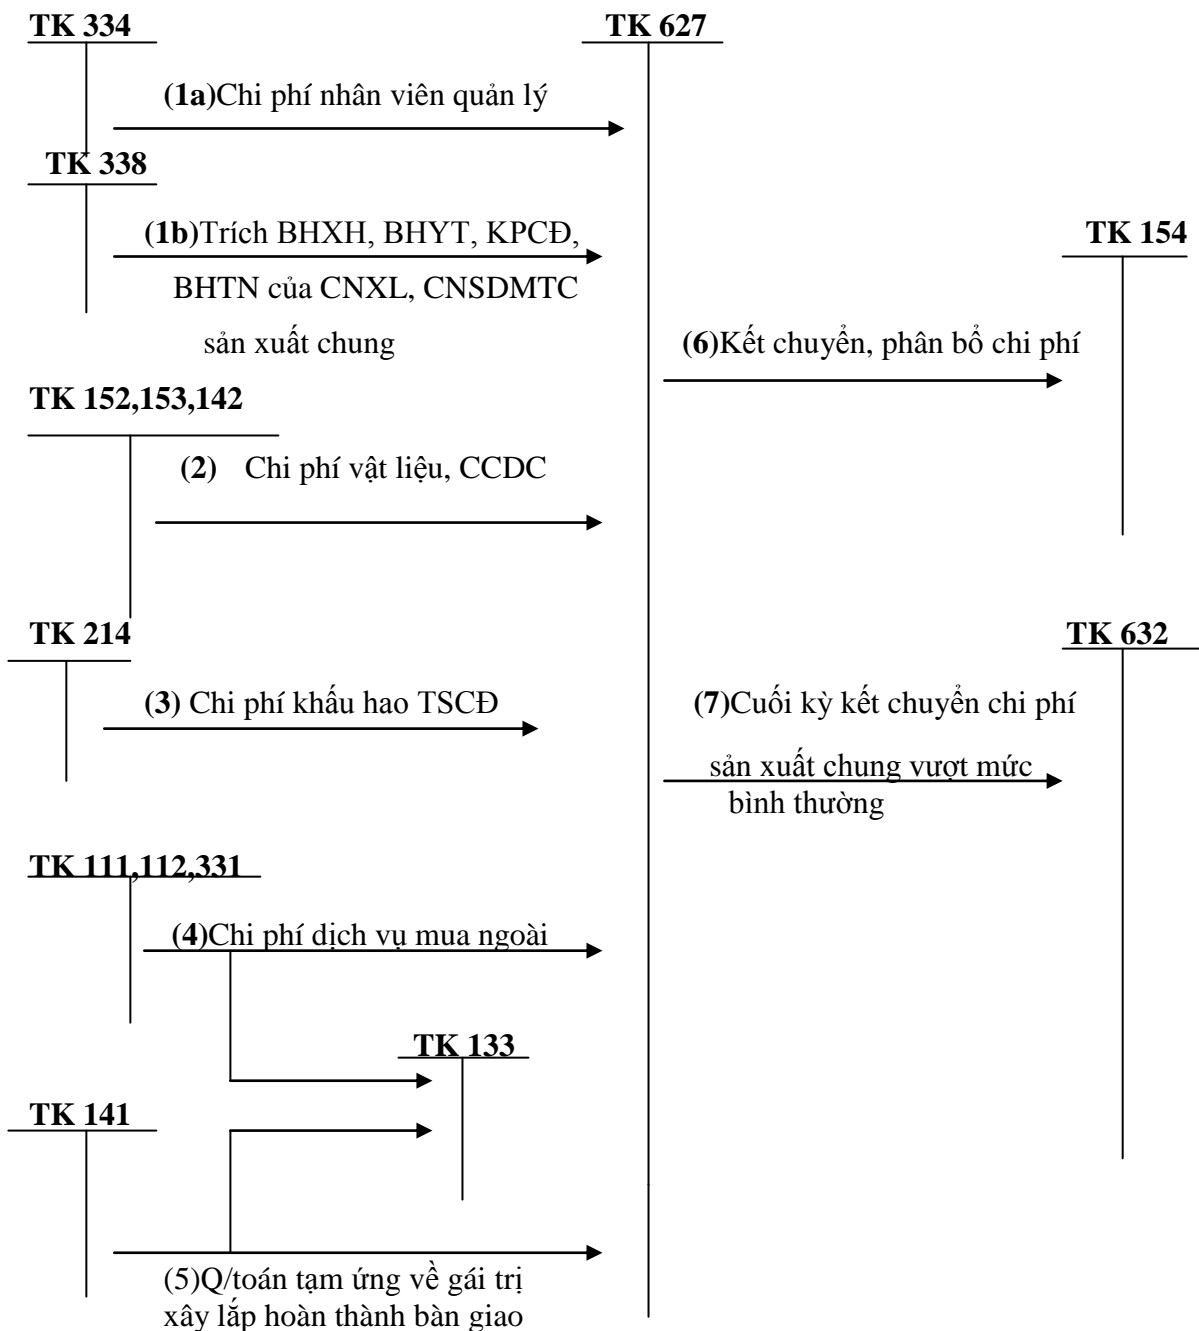 TK 334
TK 627
(1a)Chi phí nhân viên quản lý
TK 338
(1b)Trích BHXH, BHYT, KPCĐ,
BHTN của CNXL, CNSDMTC
sản xuất chung
TK 154
(6)Kết chuyển, phân bổ chi phí
TK 152,153,142
(2) Chi phí vật liệu, CCDC
TK 214
(3) Chi phí khấu hao TSCĐ
TK 632
(7)Cuối kỳ kết chuyển chi phí
sản xuất chung vượt mức
bình thường
TK 111,112,331
(4)Chi phí dịch vụ mua ngoài
TK 133
TK 141
(5)Q/toán tạm ứng về gái trị
xây lắp hoàn thành bàn giao